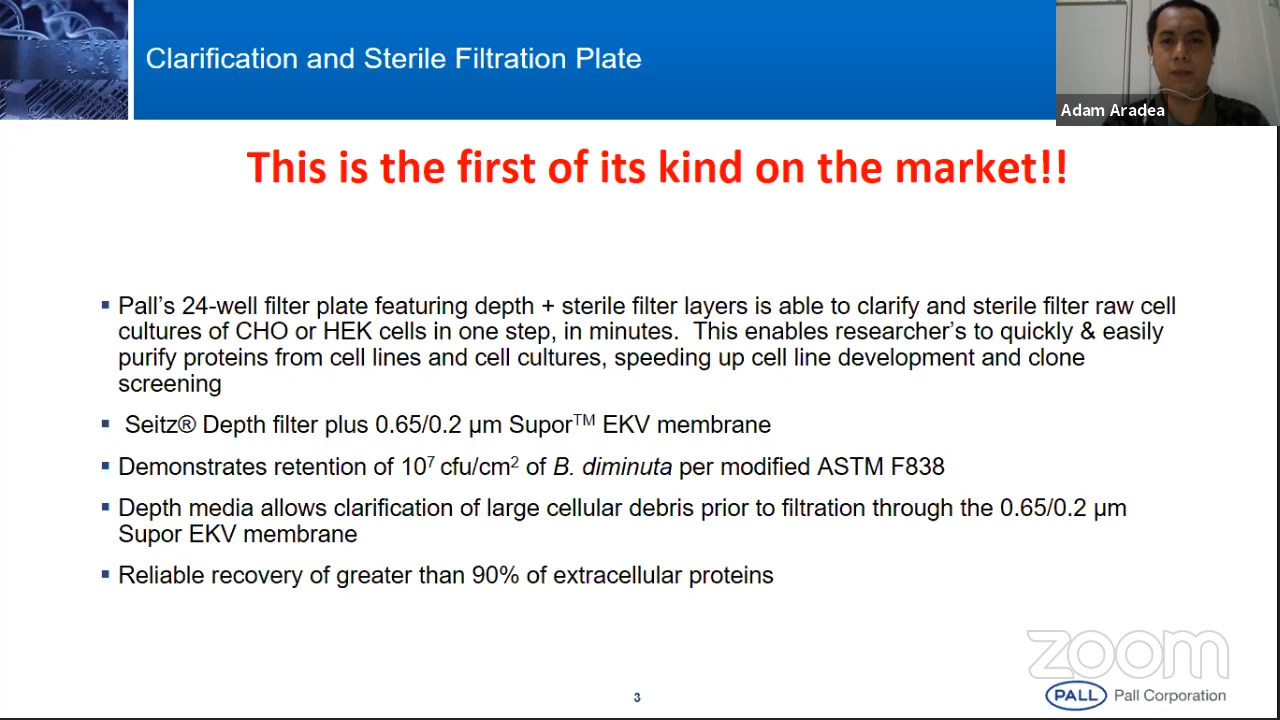 Clarification and Sterile Filtration Plate
Adam Aradea
This is the first of its kind on the market!!
▪ Pall's 24-well filter plate featuring depth + sterile filter layers is able to clarify and sterile filter raw cell
cultures of CHO or HEK cells in one step, in minutes.  This enables researcher's to quickly & easily
purify proteins from cell lines and cell cultures, speeding up cell line development and clone
screening
▪ Seitz® Depth filter plus 0.65/0.2 µm Supor™ EKV membrane
▪ Demonstrates retention of 10⁷ cfu/cm² of B. diminuta per modified ASTM F838
▪ Depth media allows clarification of large cellular debris prior to filtration through the 0.65/0.2 µm
Supor EKV membrane
▪ Reliable recovery of greater than 90% of extracellular proteins
zoom
PALL Pall Corporation
3